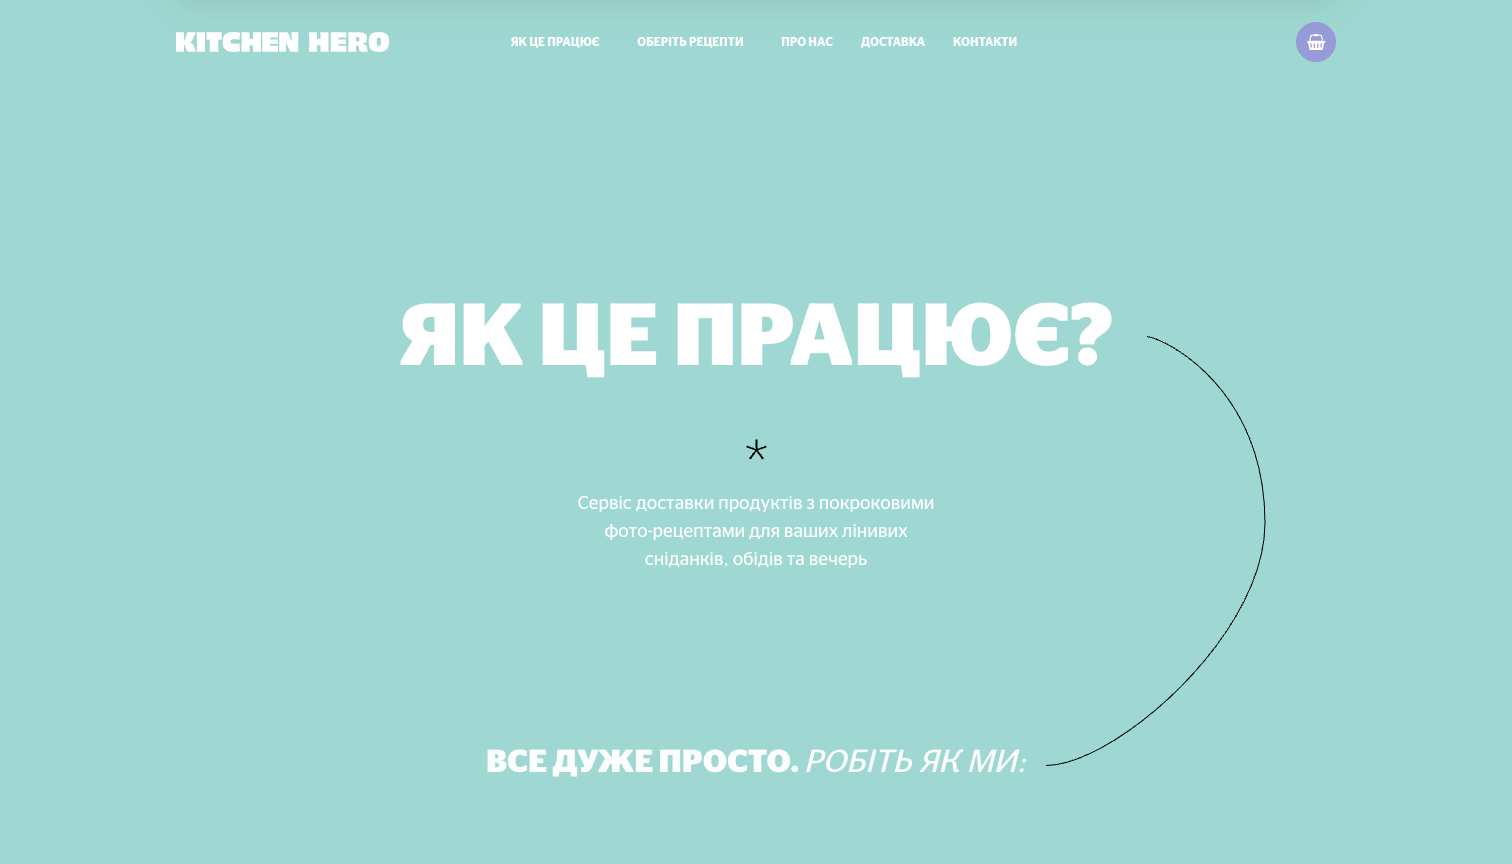 KITCHEN HERO
ЯК ЦЕ ПРАЦЮЄ
ОБЕРІТЬ РЕЦЕПТИ
ПРО НАС
ДОСТАВКА
КОНТАКТИ
ЯК ЦЕ ПРАЦЮЄ?
*
Сервіс доставки продуктів з покроковими
фото-рецептами для ваших лінивих
сніданків, обідів та вечерь
ВСЕ ДУЖЕ ПРОСТО. РОБІТЬ ЯК МИ: